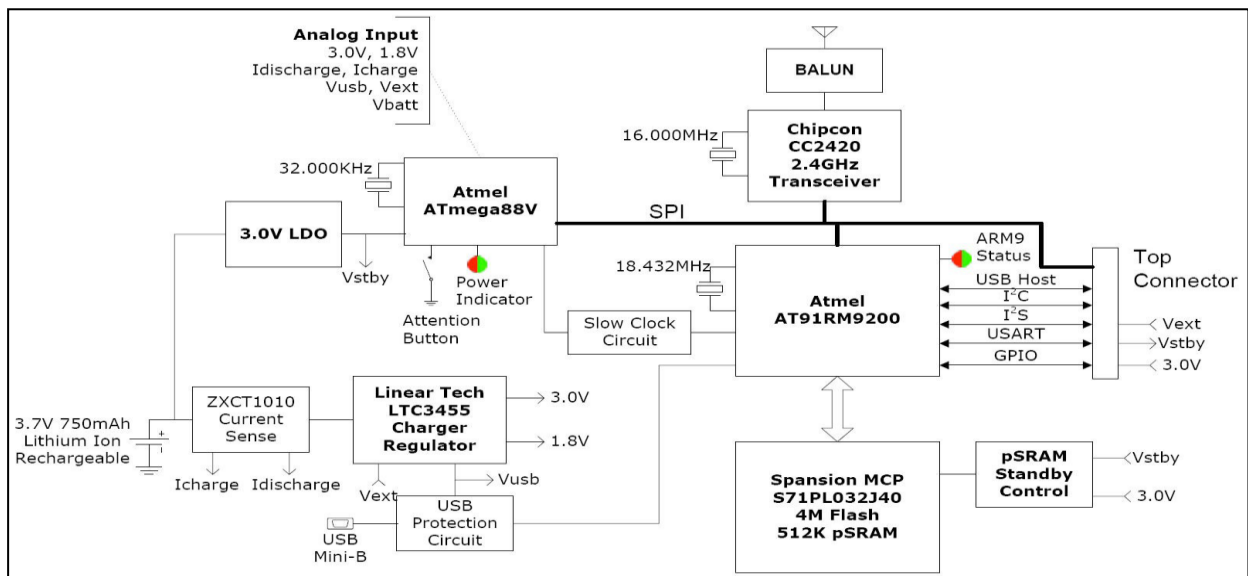 Analog Input
3.0V, 1.8V
Idischarge, Icharge
Vusb, Vext
Vbatt
BALUN
16.000MHz
Chipcon
CC2420
2.4GHz
Transceiver
32.000KHz
Atmel
ATmega88V
SPI
3.0V LDO
Vstby
Power
Indicator
Attention
Button
18.432MHz
Atmel
AT91RM9200
Slow Clock
Circuit
ARM9
Status
USB Host
I²C
I²S
USART
GPIO
Top
Connector
Vext
Vstby
3.0V
3.7V 750mAh
Lithium Ion
Rechargeable
ZXCT1010
Current
Sense
Icharge
Idischarge
Linear Tech
LTC3455
Charger
Regulator
3.0V
1.8V
Vext
Vusb
USB
Mini-B
USB
Protection
Circuit
Spansion MCP
S71PL032J40
4M Flash
512K pSRAM
pSRAM
Standby
Control
Vstby
3.0V